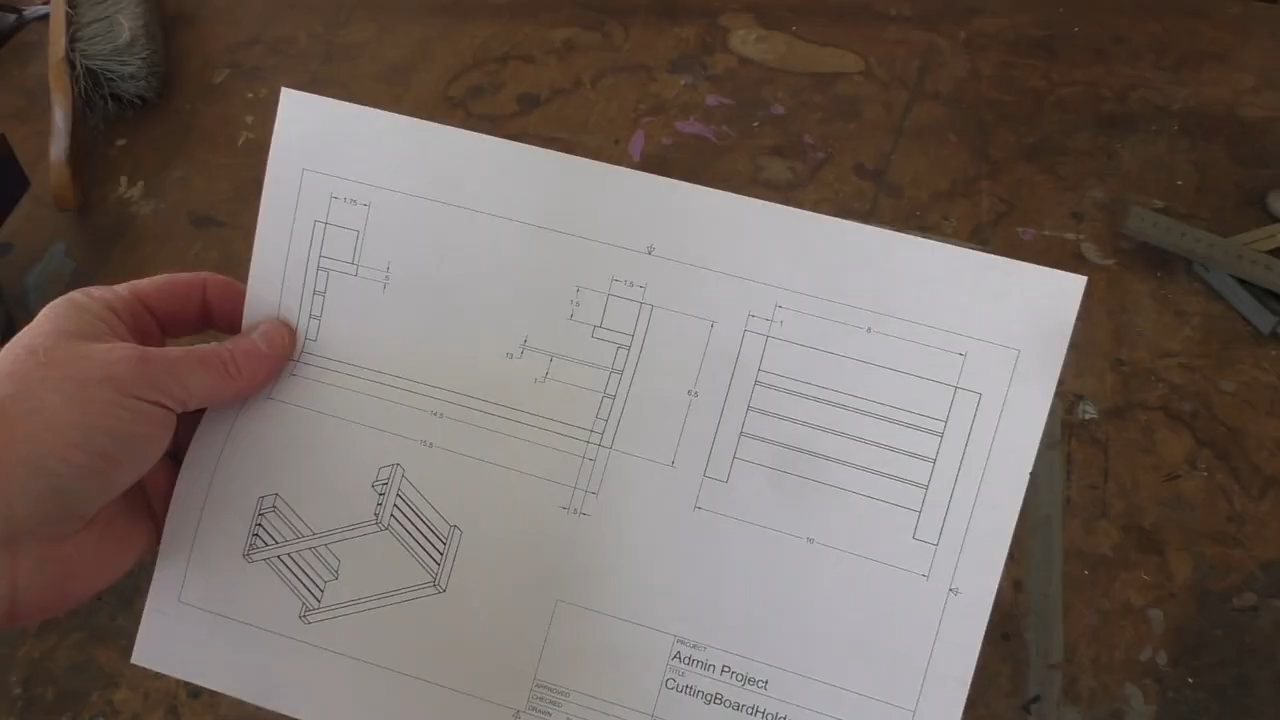 1.75
.5
1.5
1.5
13
1
14.5
15.5
.5
6.5
1
8
10
PROJECT
Admin Project
TITLE
CuttingBoardHold
APPROVED
CHECKED
DRAWN